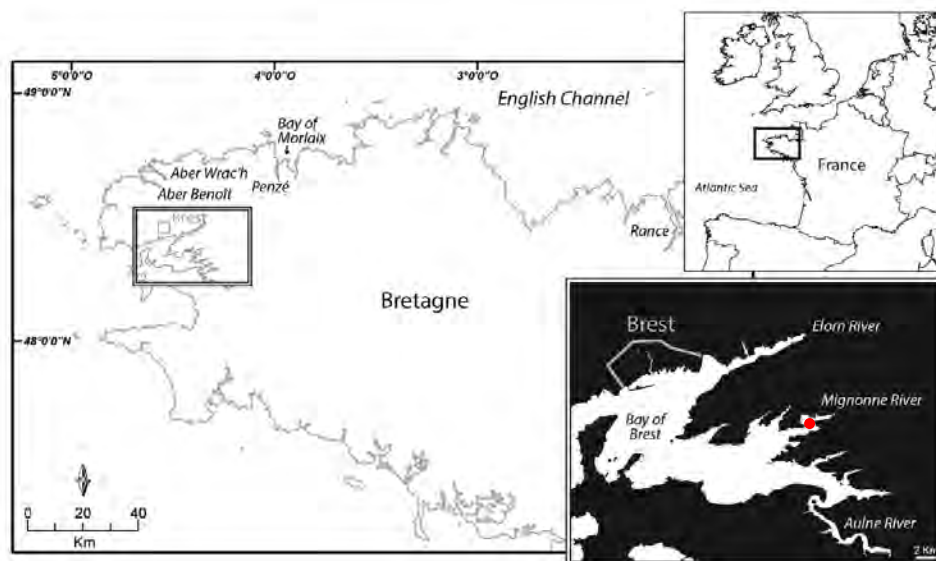 5°0'0"O
4°0'0"O
3°0'0"O
49°0'0"N
English Channel
Bay of
Morlaix
Aber Wrac'h
Aber Benoît
Penzé
Brest
Rance
Bretagne
48°0'0"N
0 20 40
Km
France
Atlantic Sea
Brest
Elorn River
Mignonne River
Bay of
Brest
Aulne River
2 Km